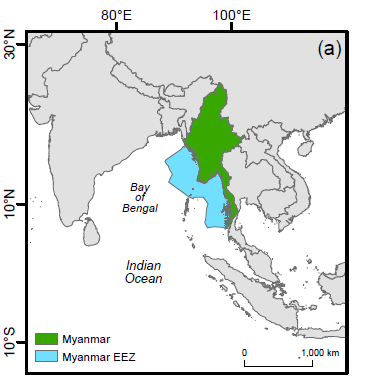 80°E 100°E
30°N
(a)
Bay
of
Bengal
10°N
Indian
Ocean
10°S
Myanmar
Myanmar EEZ
0 1,000 km